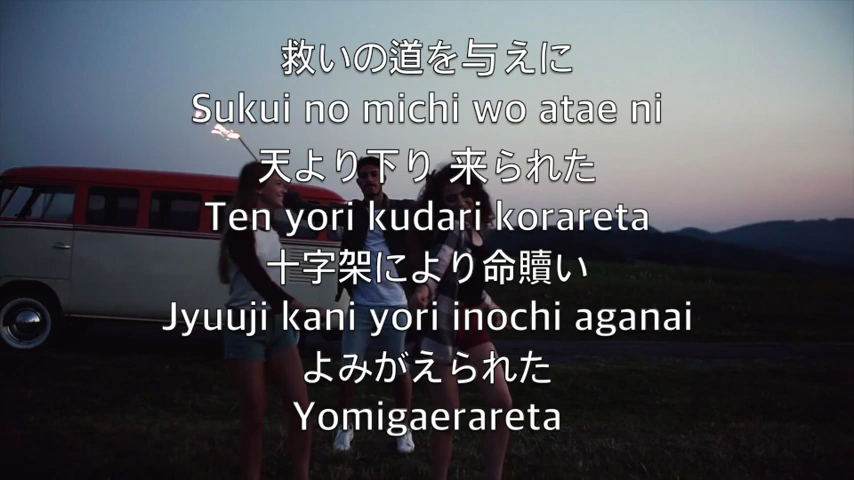 救いの道を与えに
Sukui no michi wo atae ni
天より下り 来られた
Ten yori kudari korareta
十字架により命贖い
Jyuuji kani yori inochi aganai
よみがえられた
Yomigaerareta